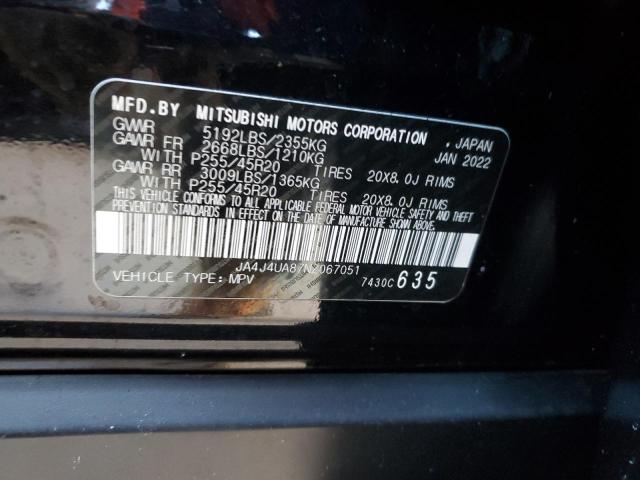 MFD.BY MITSUBISHI MOTORS CORPORATION , JAPAN
GVWR 5192LBS/2355KG JAN 2022
GAWR FR 2668LBS/1210KG
WITH P255/45R20 TIRES 20X8.0J RIMS
GAWR RR 3009LBS/1365KG
WITH P255/45R20 TIRES 20X8.0J RIMS
THIS VEHICLE CONFORMS TO ALL APPLICABLE FEDERAL MOTOR VEHICLE SAFETY AND THEFT
PREVENTION STANDARDS IN EFFECT ON THE DATE OF MANUFACTURE SHOWN ABOVE.
JA4J4UA87NZ067051
VEHICLE TYPE: MPV 7430C 635